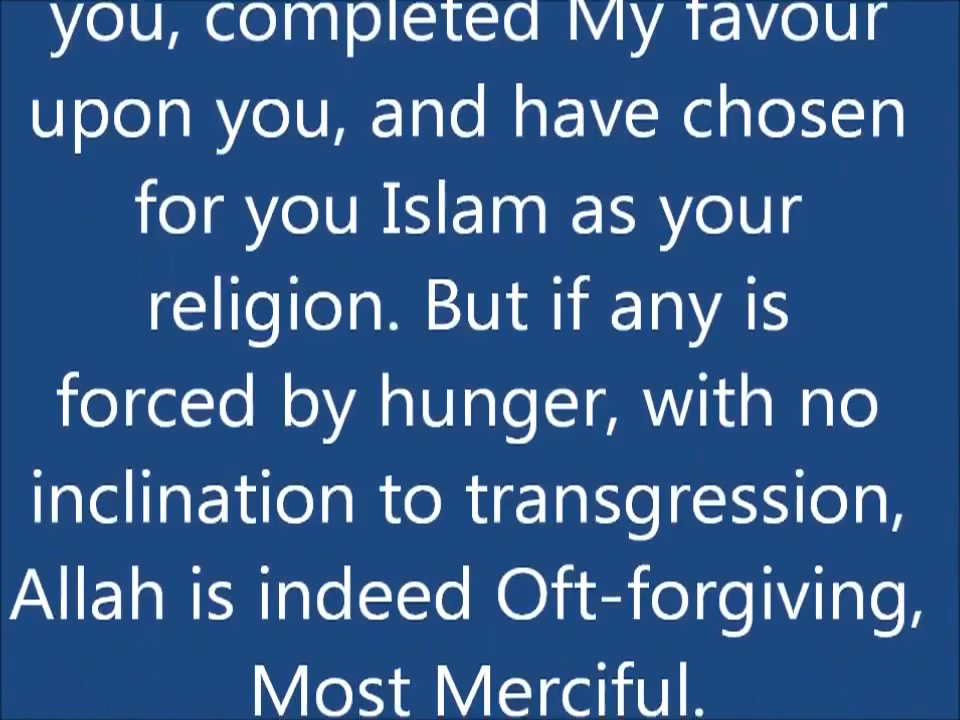 you, completed My favour
upon you, and have chosen
for you Islam as your
religion. But if any is
forced by hunger, with no
inclination to transgression,
Allah is indeed Oft-forgiving,
Most Merciful.